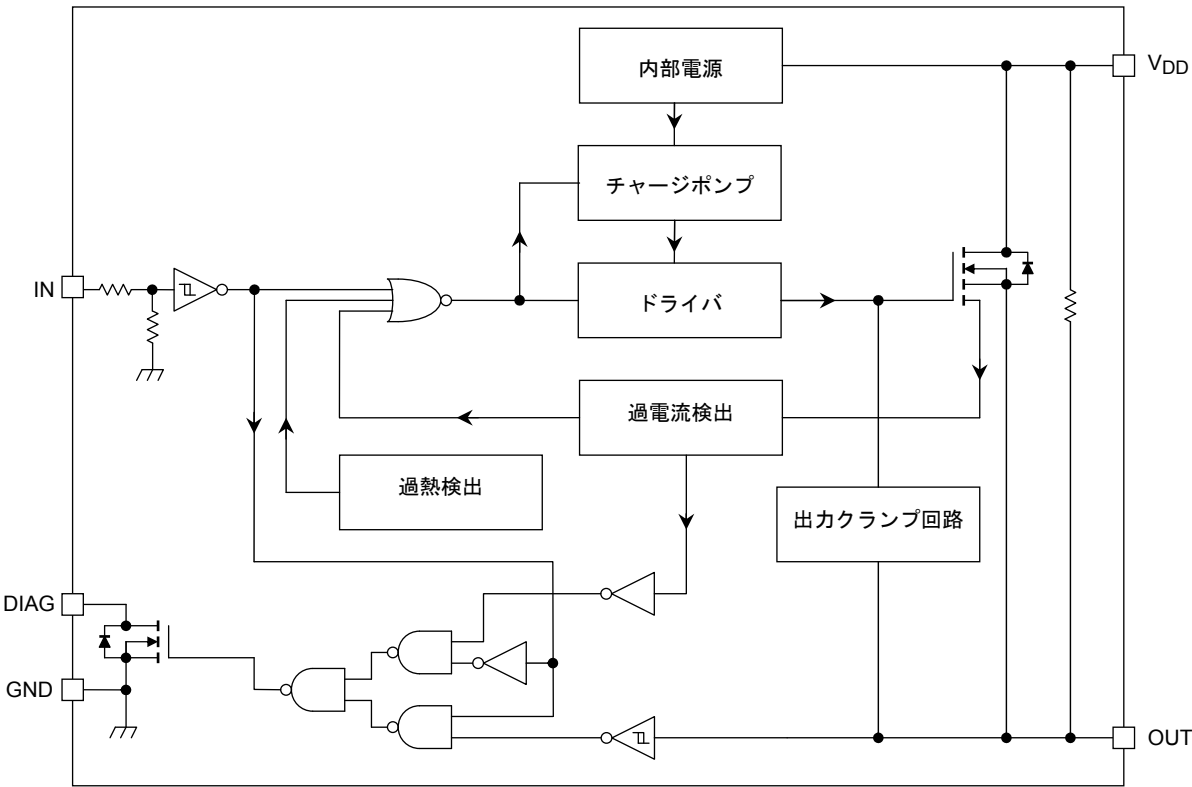 内部電源
VDD
チャージポンプ
IN
ドライバ
過電流検出
過熱検出
出力クランプ回路
DIAG
GND
OUT